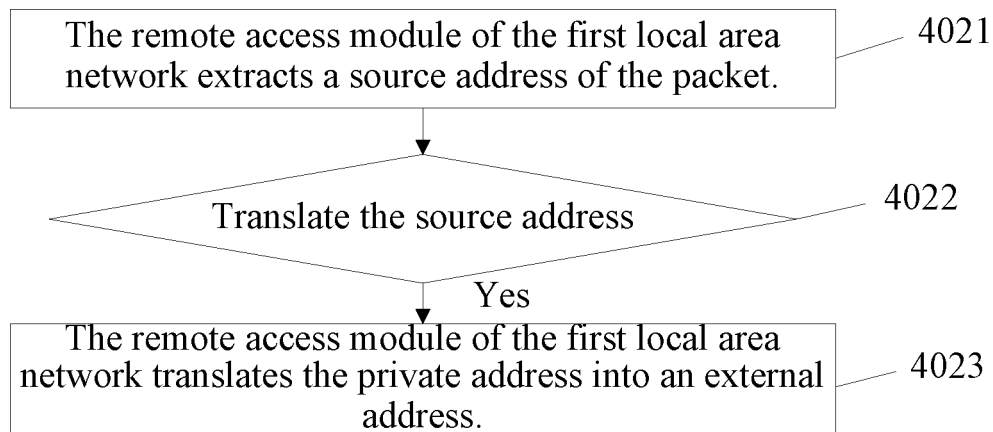 The remote access module of the first local area
network extracts a source address of the packet.
4021
Translate the source address
4022
Yes
The remote access module of the first local area
network translates the private address into an external
address.
4023